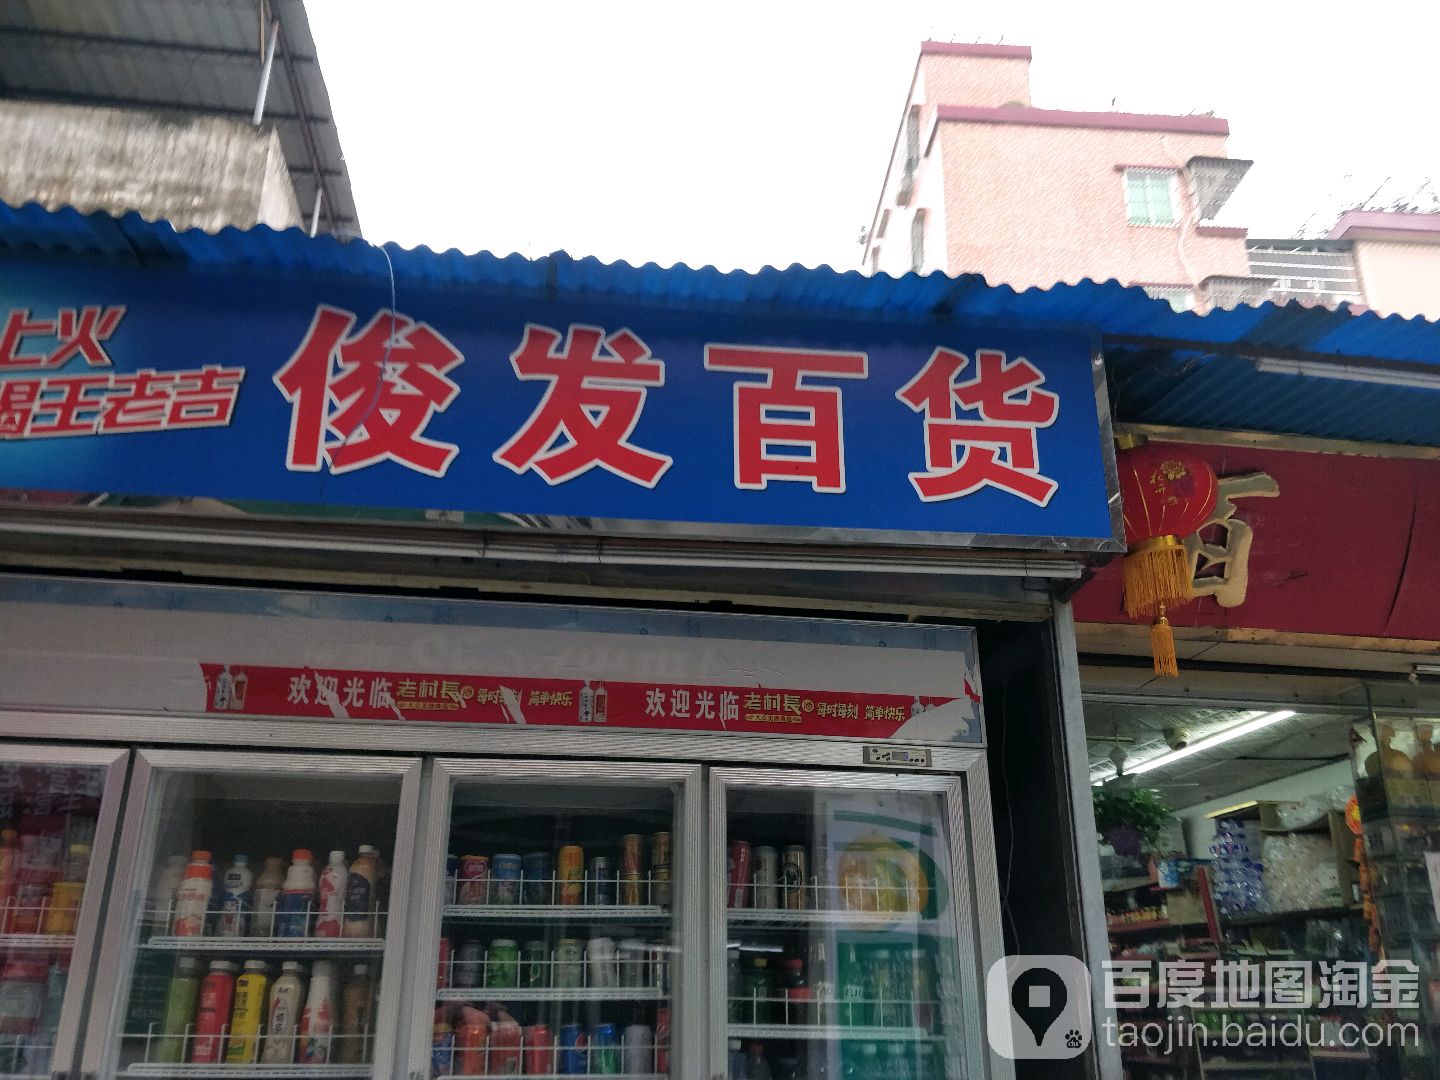 上火
喝王老吉
俊发百货
欢迎光临 老村長 每时每刻 简单快乐
欢迎光临 老村長 每时每刻 简单快乐
百度地图淘金
taojin.baidu.com